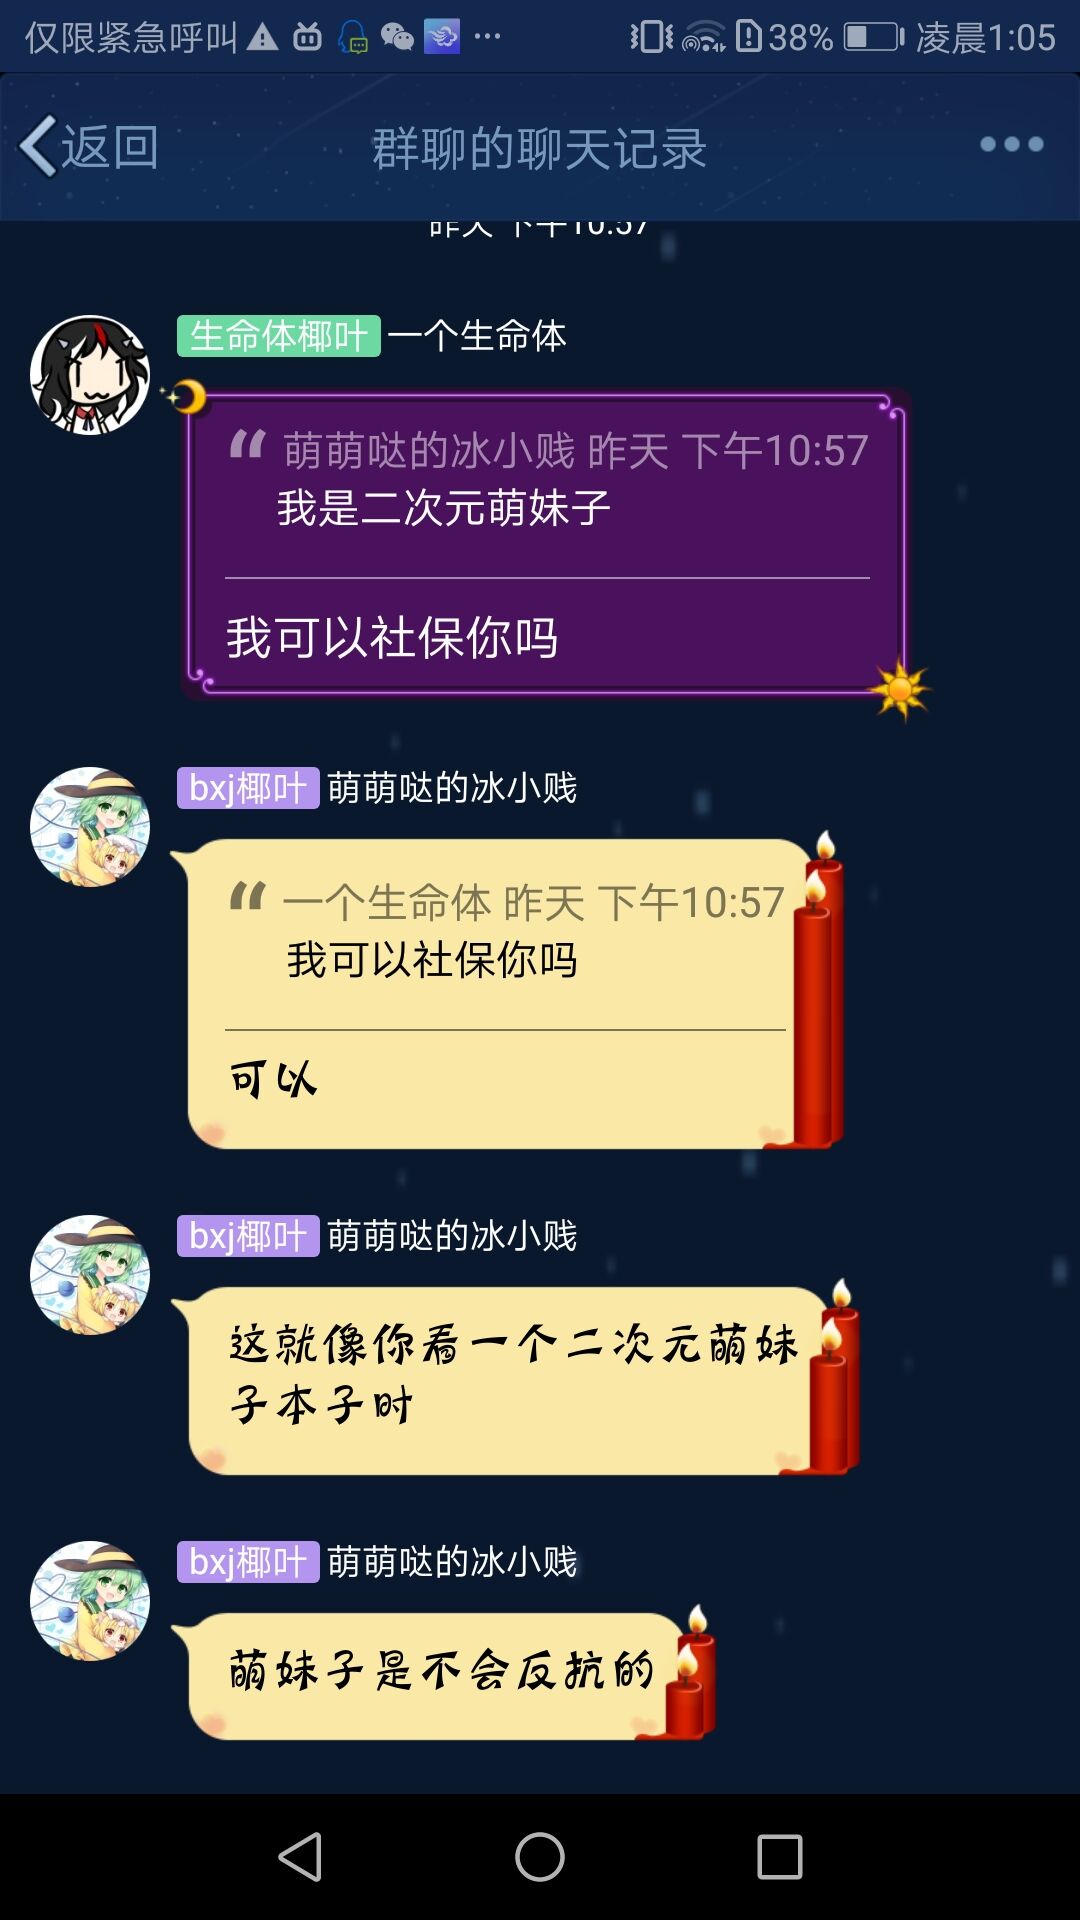 仅限紧急呼叫
38% 凌晨1:05
返回 群聊的聊天记录
昨天 下午10:57
生命体椰叶 一个生命体
萌萌哒的冰小贱 昨天 下午10:57
我是二次元萌妹子
我可以社保你吗
bxj椰叶 萌萌哒的冰小贱
一个生命体 昨天 下午10:57
我可以社保你吗
可以
bxj椰叶 萌萌哒的冰小贱
这就像你看一个二次元萌妹
子本子时
bxj椰叶 萌萌哒的冰小贱
萌妹子是不会反抗的